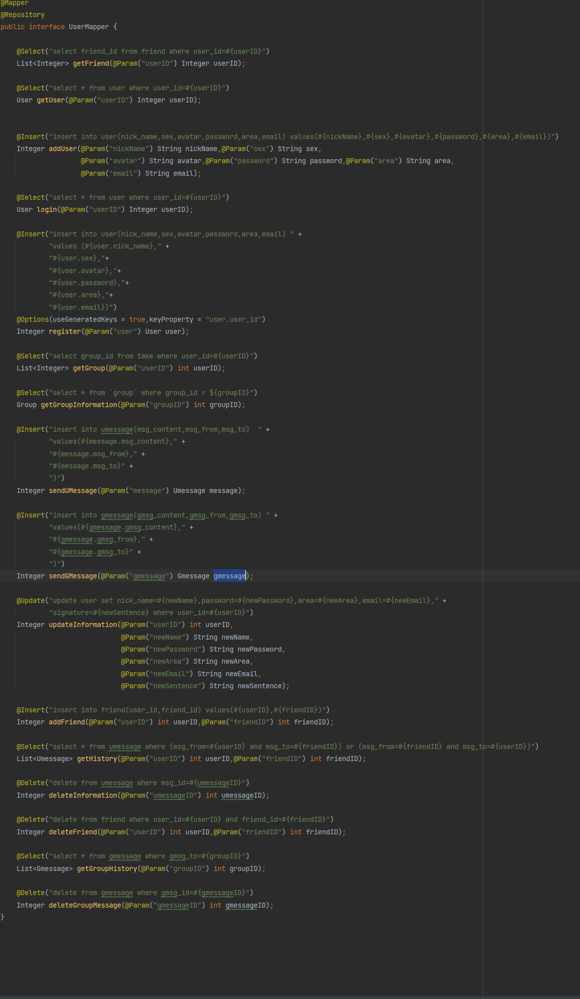 @Mapper
@Repository
public interface UserMapper {
@Select("select friend_id from friend where user_id=#{userID}")
List<Integer> getFriend(@Param("userID") Integer userID);
@Select("select * from user where user_id=#{userID}")
User getUser(@Param("userID") Integer userID);
@Insert("insert into user(nick_name,sex,avatar,password,area,email) values(#{nickName},#{sex},#{avatar},#{password},#{area},#{email})")
Integer addUser(@Param("nickName") String nickName,@Param("sex") String sex,
@Param("avatar") String avatar,@Param("password") String password,@Param("area") String area,
@Param("email") String email);
@Select("select * from user where user_id=#{userID}")
User login(@Param("userID") Integer userID);
@Insert("insert into user(nick_name,sex,avatar,password,area,email) " +
"values (#{user.nick_name}," +
"#{user.sex},"+
"#{user.avatar},"+
"#{user.password},"+
"#{user.area},"+
"#{user.email})")
@Options(useGeneratedKeys = true,keyProperty = "user.user_id")
Integer register(@Param("user") User user);
@Select("select group_id from take where user_id=#{userID}")
List<Integer> getGroup(@Param("userID") int userID);
@Select("select * from `group` where group_id = ${groupID}")
Group getGroupInformation(@Param("groupID") int groupID);
@Insert("insert into umessage(msg_content,msg_from,msg_to)  " +
"values(#{message.msg_content}," +
"#{message.msg_from}," +
"#{message.msg_to}" +
")")
Integer sendUMessage(@Param("message") Umessage message);
@Insert("insert into gmessage(gmsg_content,gmsg_from,gmsg_to) " +
"values(#{gmessage.gmsg_content}," +
"#{gmessage.gmsg_from}," +
"#{gmessage.gmsg_to}" +
")")
Integer sendGMessage(@Param("gmessage") Gmessage gmessage);
@Update("update user set nick_name=#{newName},password=#{newPassword},area=#{newArea},email=#{newEmail}," +
"signature=#{newSentence} where user_id=#{userID}")
Integer updateInformation(@Param("userID") int userID,
@Param("newName") String newName,
@Param("newPassword") String newPassword,
@Param("newArea") String newArea,
@Param("newEmail") String newEmail,
@Param("newSentence") String newSentence);
@Insert("insert into friend(user_id,friend_id) values(#{userID},#{friendID})")
Integer addFriend(@Param("userID") int userID,@Param("friendID") int friendID);
@Select("select * from umessage where (msg_from=#{userID} and msg_to=#{friendID}) or (msg_from=#{friendID} and msg_to=#{userID})")
List<Umessage> getHistory(@Param("userID") int userID,@Param("friendID") int friendID);
@Delete("delete from umessage where msg_id=#{umessageID}")
Integer deleteInformation(@Param("umessageID") int umessageID);
@Delete("delete from friend where user_id=#{userID} and friend_id=#{friendID}")
Integer deleteFriend(@Param("userID") int userID,@Param("friendID") int friendID);
@Select("select * from gmessage where gmsg_to=#{groupID}")
List<Gmessage> getGroupHistory(@Param("groupID") int groupID);
@Delete("delete from gmessage where gmsg_id=#{gmessageID}")
Integer deleteGroupMessage(@Param("gmessageID") int gmessageID);
}